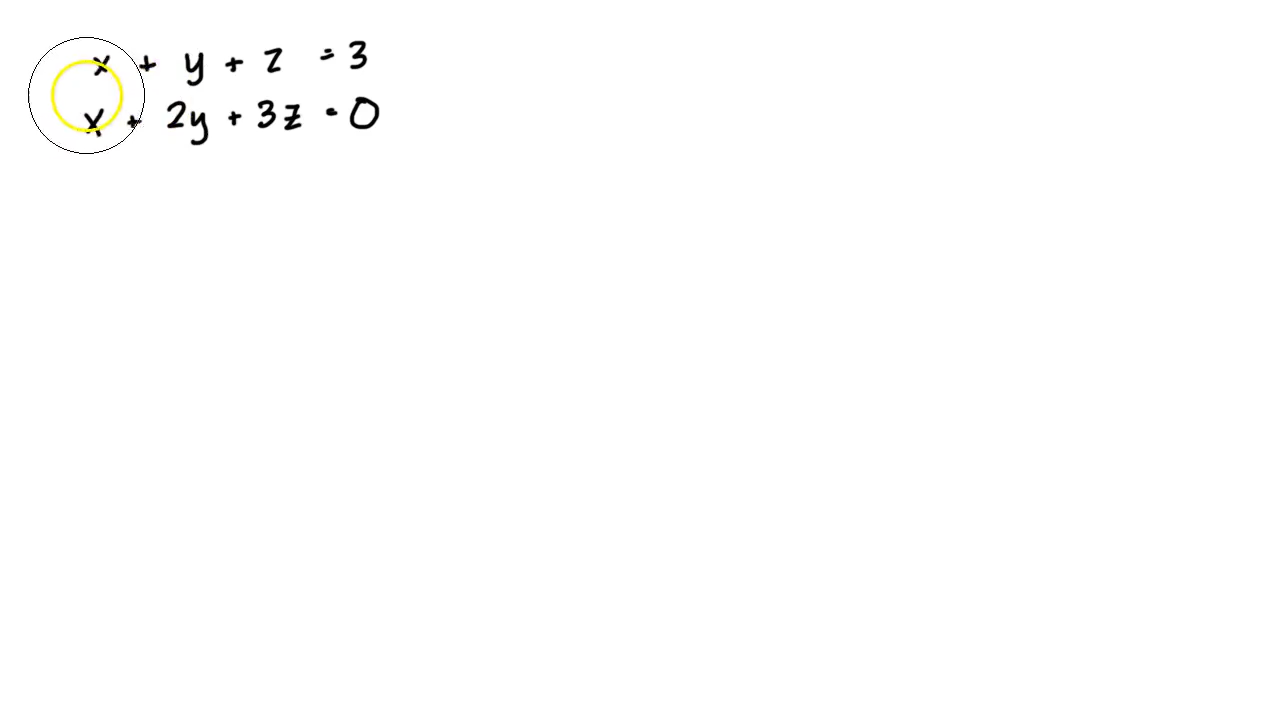 x + y + z = 3
x + 2y + 3z = 0